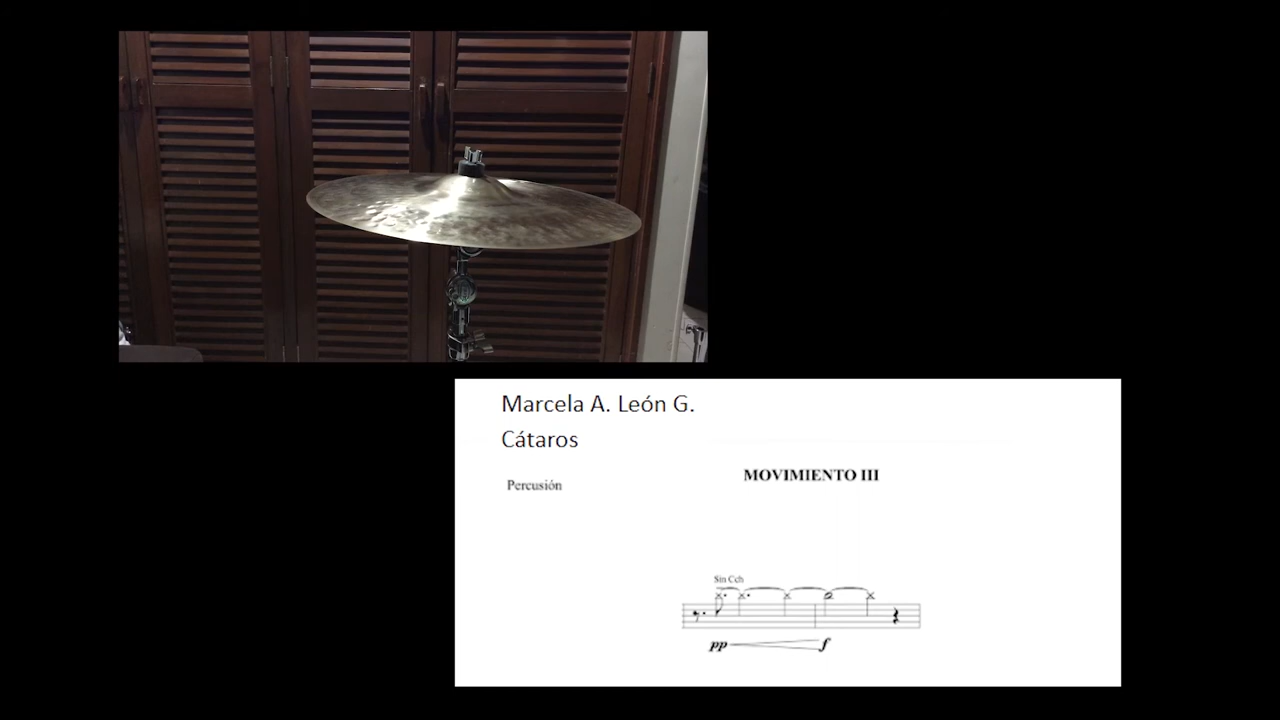 Marcela A. León G.
Cátaros
Percusión
MOVIMIENTO III
Sin Cch
pp
f